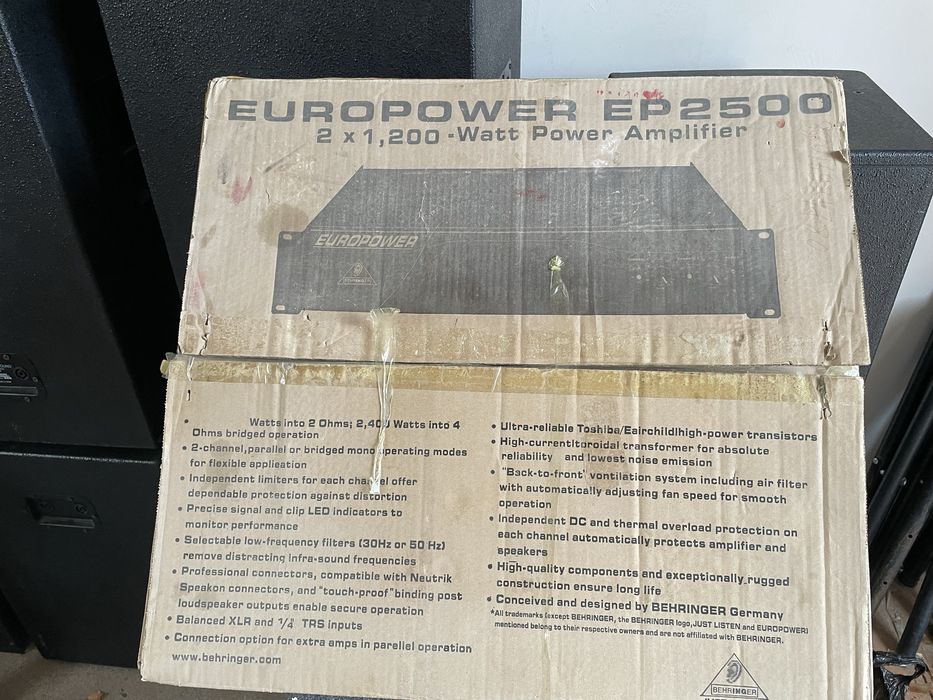 EUROPOWER EP2500
2 x 1,200 -Watt Power Amplifier
EUROPOWER
BEHRINGER
• Watts into 2 Ohms; 2,400 Watts into 4
Ohms bridged operation
• 2-channel,parallel or bridged mono operating modes
for flexible applieation
• Independent limiters for each channel offer
dependable protection against distortion
• Precise signal and clip LED indicators to
monitor performance
• Selectable low-frequency filters (30Hz or 50 Hz)
remove distracting infra-sound frequencies
• Professional connectors, compatible with Neutrik
Speakon connectors, and "touch-proof" binding post
loudspeaker outputs enable secure operation
• Balanced XLR and 1/4 TRS inputs
• Connection option for extra amps in parellel operation
www.behringer.com
• Ultra-reliable Toshiba/Eairchildlhigh-power transistors
• High-currentltoroidal transformer for absolute
reliability and lowest noise emission
• "Back-to-front' ventilation system including air filter
with automatically adjusting fan speed for smooth
operation
• Independent DC and thermal overload protection on
each channel automatically protects amplifier and
speakers
• High-quality components and exceptionally rugged
construction ensure long life
• Conceived and designed by BEHRINGER Germany
*All trademarks (except BEHRINGER, the BEHRINGER logo,JUST LISTEN and EUROPOWER)
mentioned belong to their respective owners and are not affiliated with BEHRINGER.
BEHRINGER